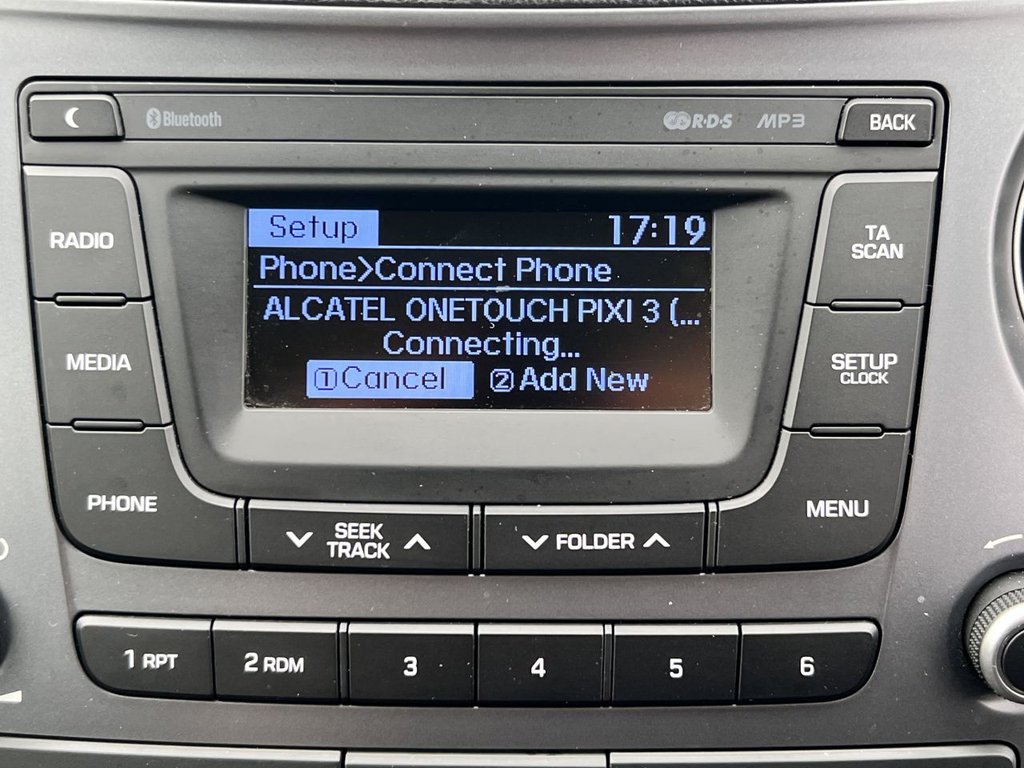 Bluetooth
R·D·S
MP3
BACK
RADIO
MEDIA
PHONE
Setup
17:19
Phone>Connect Phone
ALCATEL ONETOUCH PIXI 3 (...
Connecting...
①Cancel
②Add New
TA
SCAN
SETUP
CLOCK
MENU
SEEK
TRACK
FOLDER
1 RPT
2 RDM
3
4
5
6